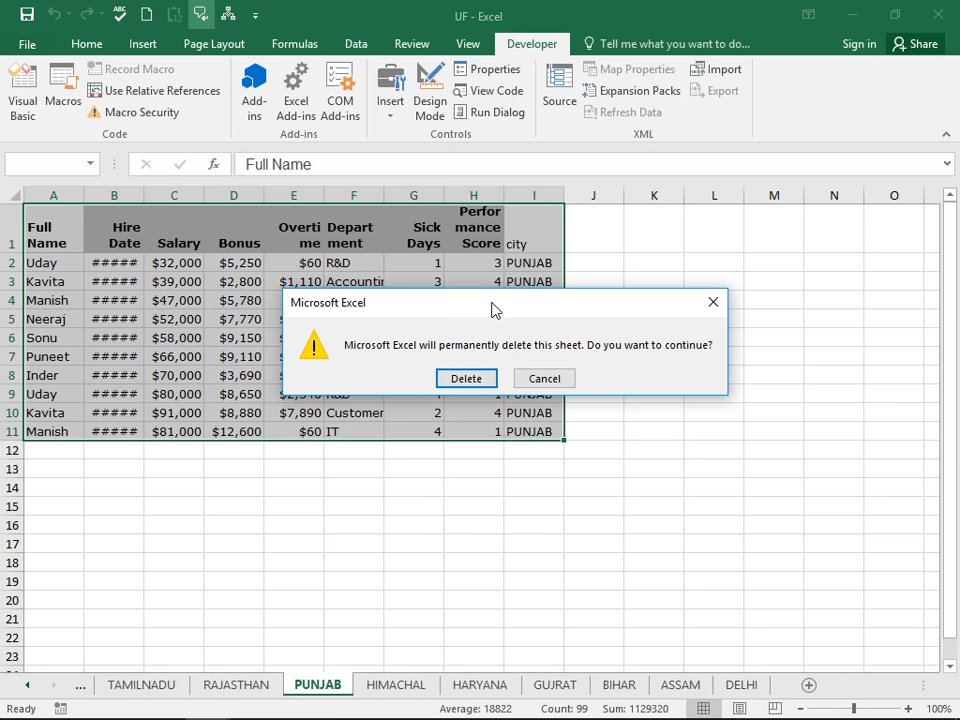 UF - Excel
File Home Insert Page Layout Formulas Data Review View Developer Tell me what you want to do... Sign in Share
Visual Basic
Macros
Record Macro
Use Relative References
Macro Security
Code
Add-ins
Excel Add-ins
COM Add-ins
Add-ins
Insert
Design Mode
Properties
View Code
Run Dialog
Controls
Source
Map Properties
Expansion Packs
Refresh Data
Import
Export
XML
fx Full Name
A B C D E F G H I J K L M N O
1 Full Name Hire Date Salary Bonus Overti me Depart ment Sick Days Perfor mance Score city
2 Uday ##### $32,000 $5,250 $60 R&D 1 3 PUNJAB
3 Kavita ##### $39,000 $2,800 $1,110 Accounti 3 4 PUNJAB
4 Manish ##### $47,000 $5,780
5 Neeraj ##### $52,000 $7,770
6 Sonu ##### $58,000 $9,150
7 Puneet ##### $66,000 $9,110
8 Inder ##### $70,000 $3,690
9 Uday ##### $80,000 $8,650
10 Kavita ##### $91,000 $8,880 $7,890 Customer 2 4 PUNJAB
11 Manish ##### $81,000 $12,600 $60 IT 4 1 PUNJAB
12
13
14
15
16
17
18
19
20
21
22
23
Microsoft Excel
Microsoft Excel will permanently delete this sheet. Do you want to continue?
Delete Cancel
... TAMILNADU RAJASTHAN PUNJAB HIMACHAL HARYANA GUJRAT BIHAR ASSAM DELHI
Ready Average: 18822 Count: 99 Sum: 1129320 100%